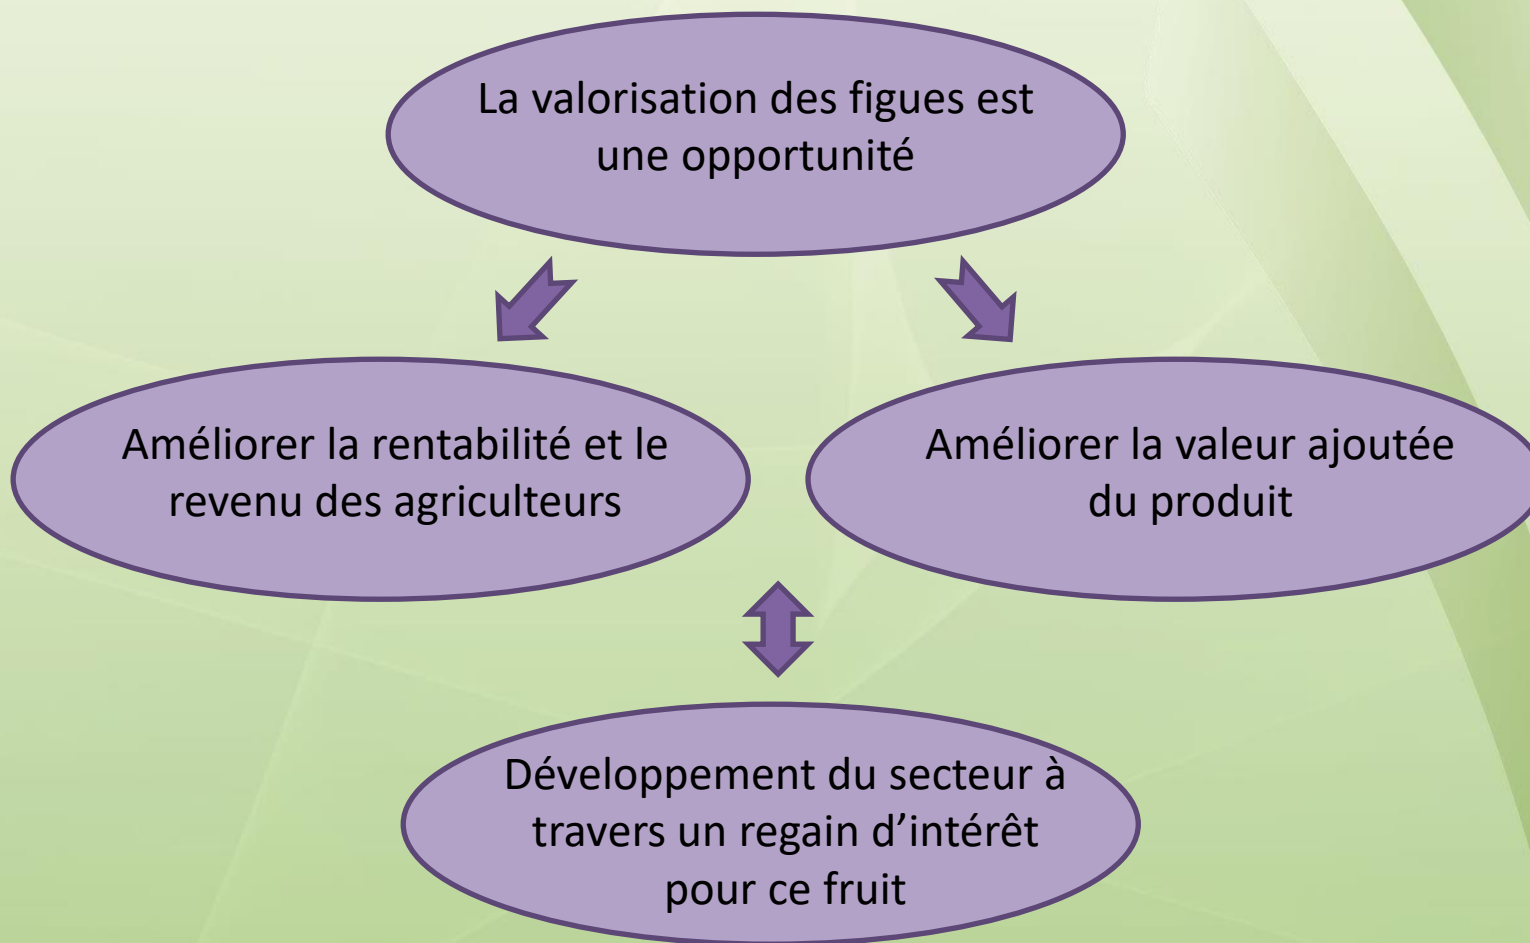 La valorisation des figues est
une opportunité
Améliorer la rentabilité et le
revenu des agriculteurs
Améliorer la valeur ajoutée
du produit
Développement du secteur à
travers un regain d’intérêt
pour ce fruit